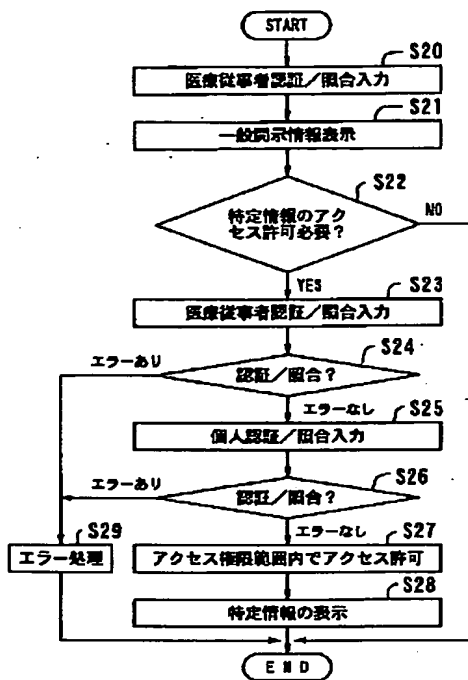 START
S20
医療従事者認証／照合入力
S21
一般開示情報表示
S22
特定情報のアク
セス許可必要？
NO
YES
S23
医療従事者認証／照合入力
S24
エラーあり
認証／照合？
エラーなし
S25
個人認証／照合入力
S26
エラーあり
認証／照合？
エラーなし
S29
S27
エラー処理
アクセス権限範囲内でアクセス許可
S28
特定情報の表示
END